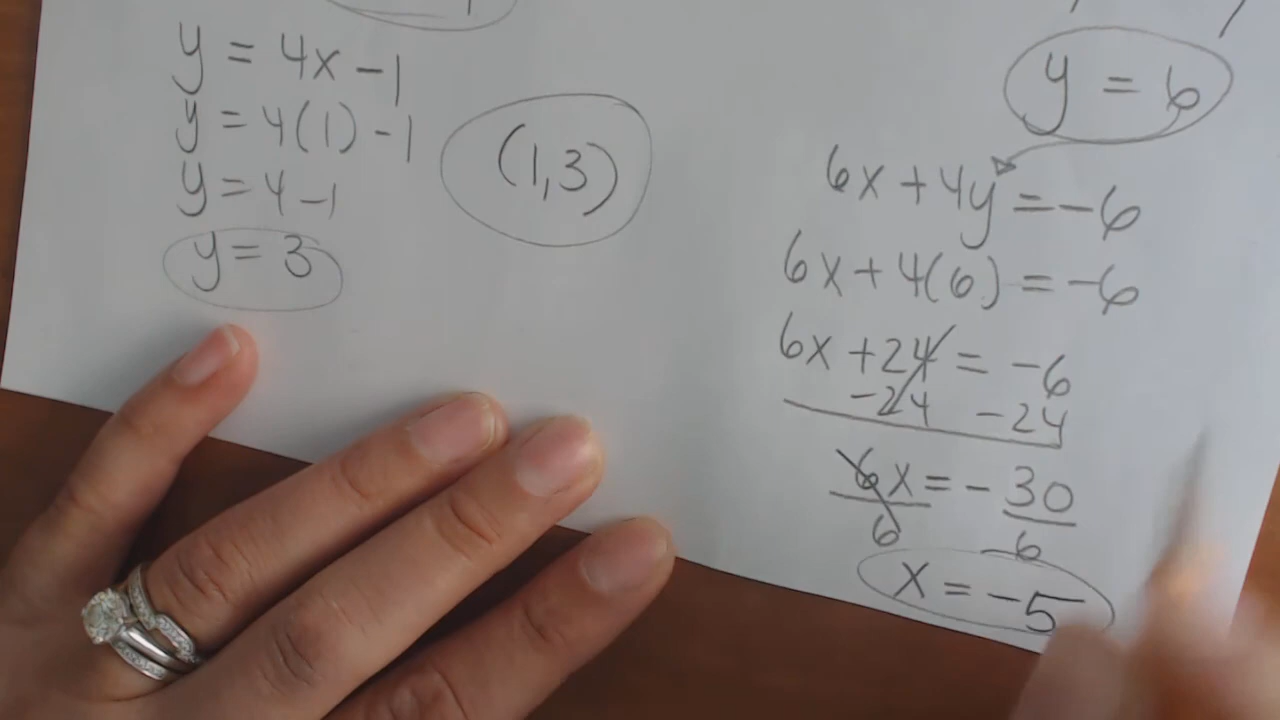 y = 4x - 1
y = 4(1) - 1
y = 4 - 1
y = 3
(1,3)
y = 6
6x + 4y = -6
6x + 4(6) = -6
6x + 24 = -6
-24 -24
6x = -30
6 -6
x = -5